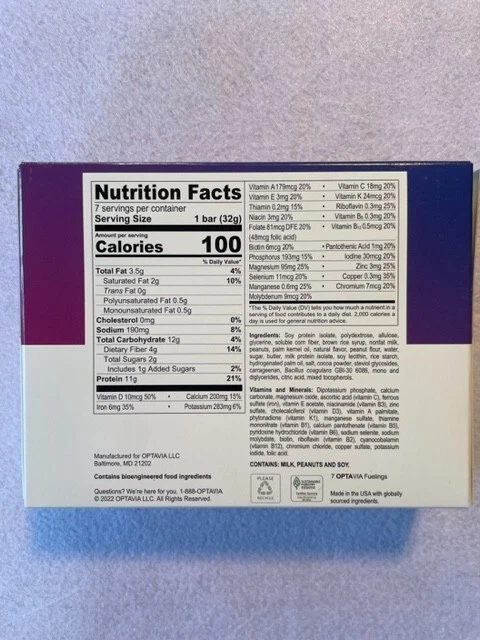 Nutrition Facts
7 servings per container
Serving Size 1 bar (32g)
Amount per serving
Calories 100
% Daily Value*
Total Fat 3.5g 4%
Saturated Fat 2g 10%
Trans Fat 0g
Polyunsaturated Fat 0.5g
Monounsaturated Fat 0.5g
Cholesterol 0mg 0%
Sodium 190mg 8%
Total Carbohydrate 12g 4%
Dietary Fiber 4g 14%
Total Sugars 2g
Includes 1g Added Sugars 2%
Protein 11g 21%
Vitamin D 10mcg 50% • Calcium 200mg 15%
Iron 6mg 35% • Potassium 283mg 6%
Vitamin A 179mcg 20% • Vitamin C 18mg 20%
Vitamin E 3mg 20% • Vitamin K 24mcg 20%
Thiamin 0.2mg 15% • Riboflavin 0.3mg 25%
Niacin 3mg 20% • Vitamin B₆ 0.3mg 20%
Folate 81mcg DFE 20% • Vitamin B₁₂ 0.5mcg 20%
(48mcg folic acid)
Biotin 6mcg 20% • Pantothenic Acid 1mg 20%
Phosphorus 193mg 15% • Iodine 30mcg 20%
Magnesium 95mg 25% • Zinc 3mg 25%
Selenium 11mcg 20% • Copper 0.3mg 35%
Manganese 0.6mg 25% • Chromium 7mcg 20%
Molybdenum 9mcg 20%
*The % Daily Value (DV) tells you how much a nutrient in a
serving of food contributes to a daily diet. 2,000 calories a
day is used for general nutrition advice.
Ingredients: Soy protein isolate, polydextrose, allulose,
glycerine, soluble corn fiber, brown rice syrup, nonfat milk,
peanuts, palm kernel oil, natural flavor, peanut flour, water,
sugar, butter, milk protein isolate, soy lecithin, rice starch,
hydrogenated palm oil, salt, cocoa powder, steviol glycosides,
carrageenan, Bacillus coagulans GBI-30 6086, mono and
diglycerides, citric acid, mixed tocopherols.
Vitamins and Minerals: Dipotassium phosphate, calcium
carbonate, magnesium oxide, ascorbic acid (vitamin C), ferrous
sulfate (iron), vitamin E acetate, niacinamide (vitamin B3), zinc
sulfate, cholecalciferol (vitamin D3), vitamin A palmitate,
phytonadione (vitamin K1), manganese sulfate, thiamine
mononitrate (vitamin B1), calcium pantothenate (vitamin B5),
pyridoxine hydrochloride (vitamin B6), sodium selenite, sodium
molybdate, biotin, riboflavin (vitamin B2), cyanocobalamin
(vitamin B12), chromium chloride, copper sulfate, potassium
iodide, folic acid.
CONTAINS: MILK, PEANUTS AND SOY.
Manufactured for OPTAVIA LLC
Baltimore, MD 21202
Contains bioengineered food ingredients
Questions? We're here for you. 1-888-OPTAVIA
© 2022 OPTAVIA LLC. All Rights Reserved.
PLEASE
RECYCLE
SUSTAINABLE
FORESTRY
INITIATIVE
7 OPTAVIA Fuelings
Made in the USA with globally
sourced ingredients.